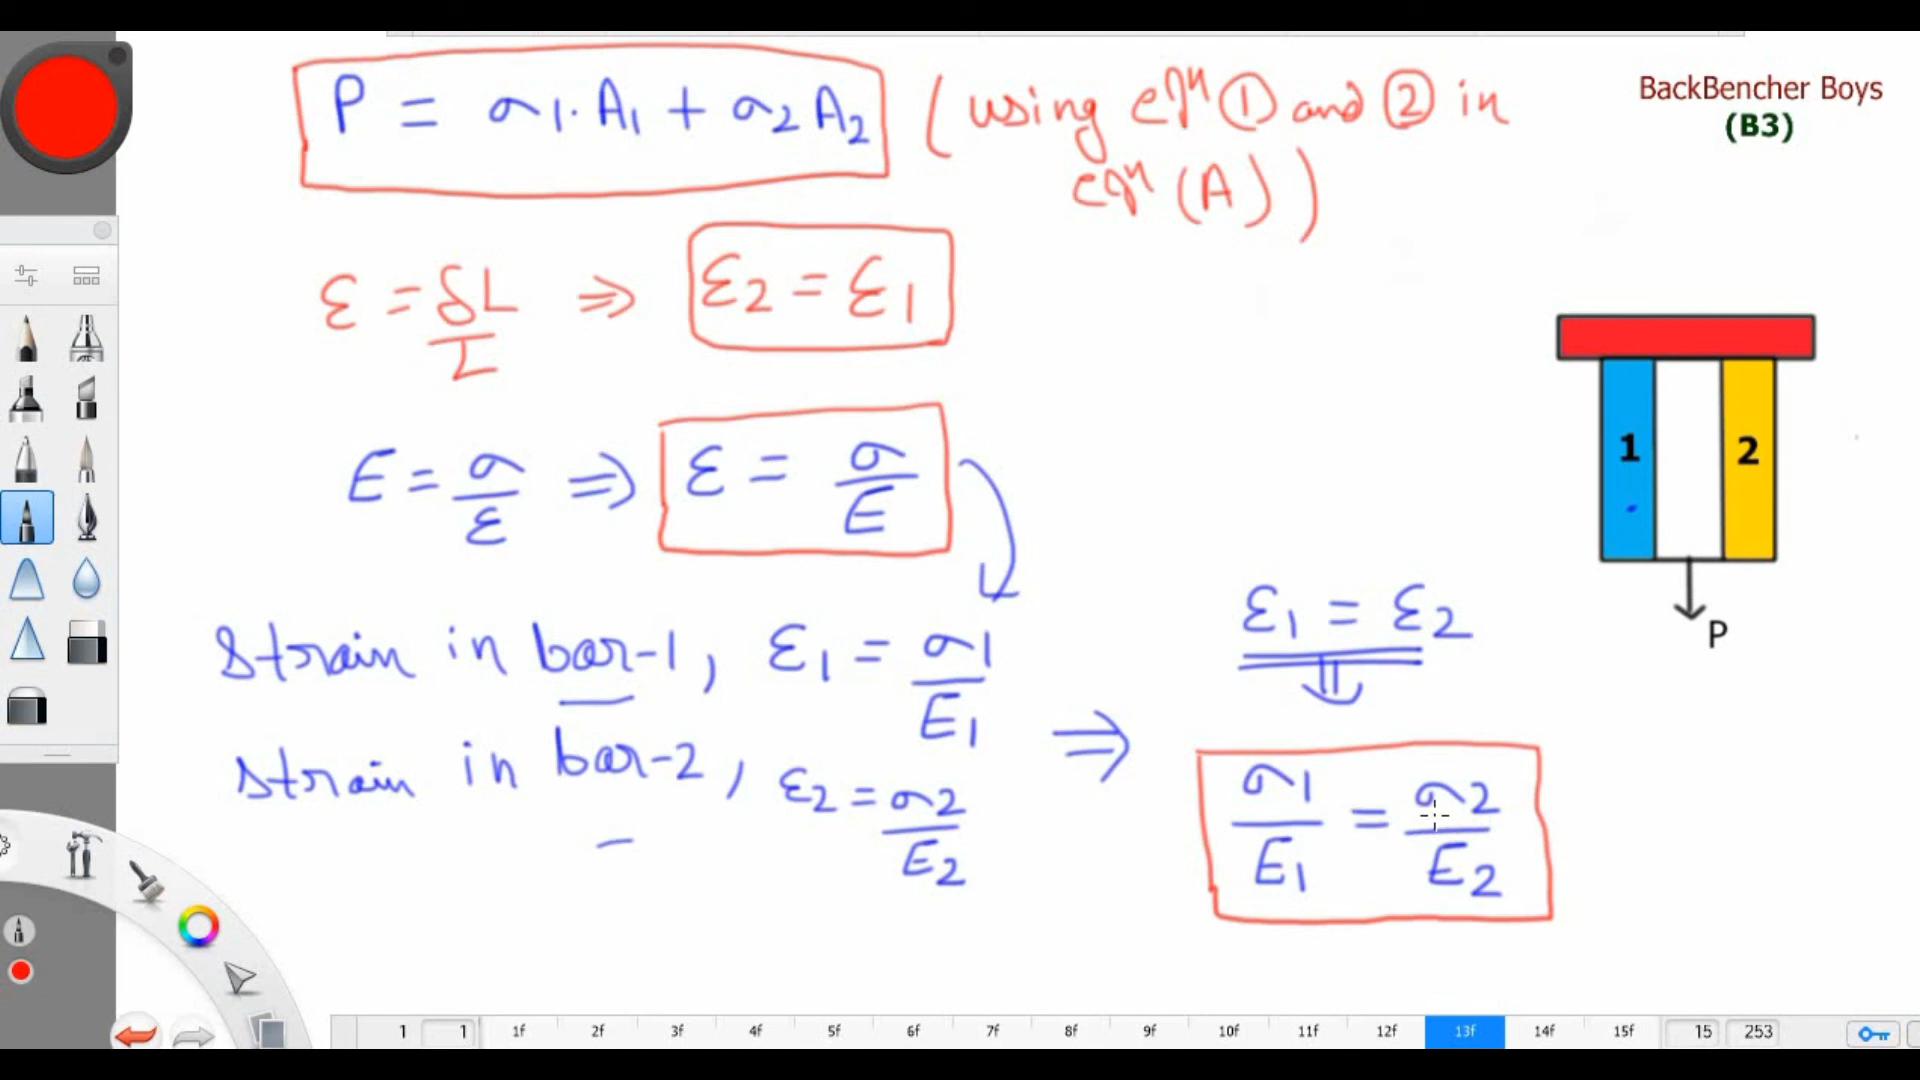 P = σ1. A1 + σ2 A2 ( using eqn ① and ② in
eqn (A) )
BackBencher Boys
(B3)
ε = δL/L ⇒ ε2 = ε1
E = σ/ε ⇒ ε = σ/E
1 2
P
Strain in bar-1, ε1 = σ1/E1
strain in bar-2, ε2 = σ2/E2
⇒
ε1 = ε2
σ1/E1 = σ2/E2
1 1 1f 2f 3f 4f 5f 6f 7f 8f 9f 10f 11f 12f 13f 14f 15f 15 253